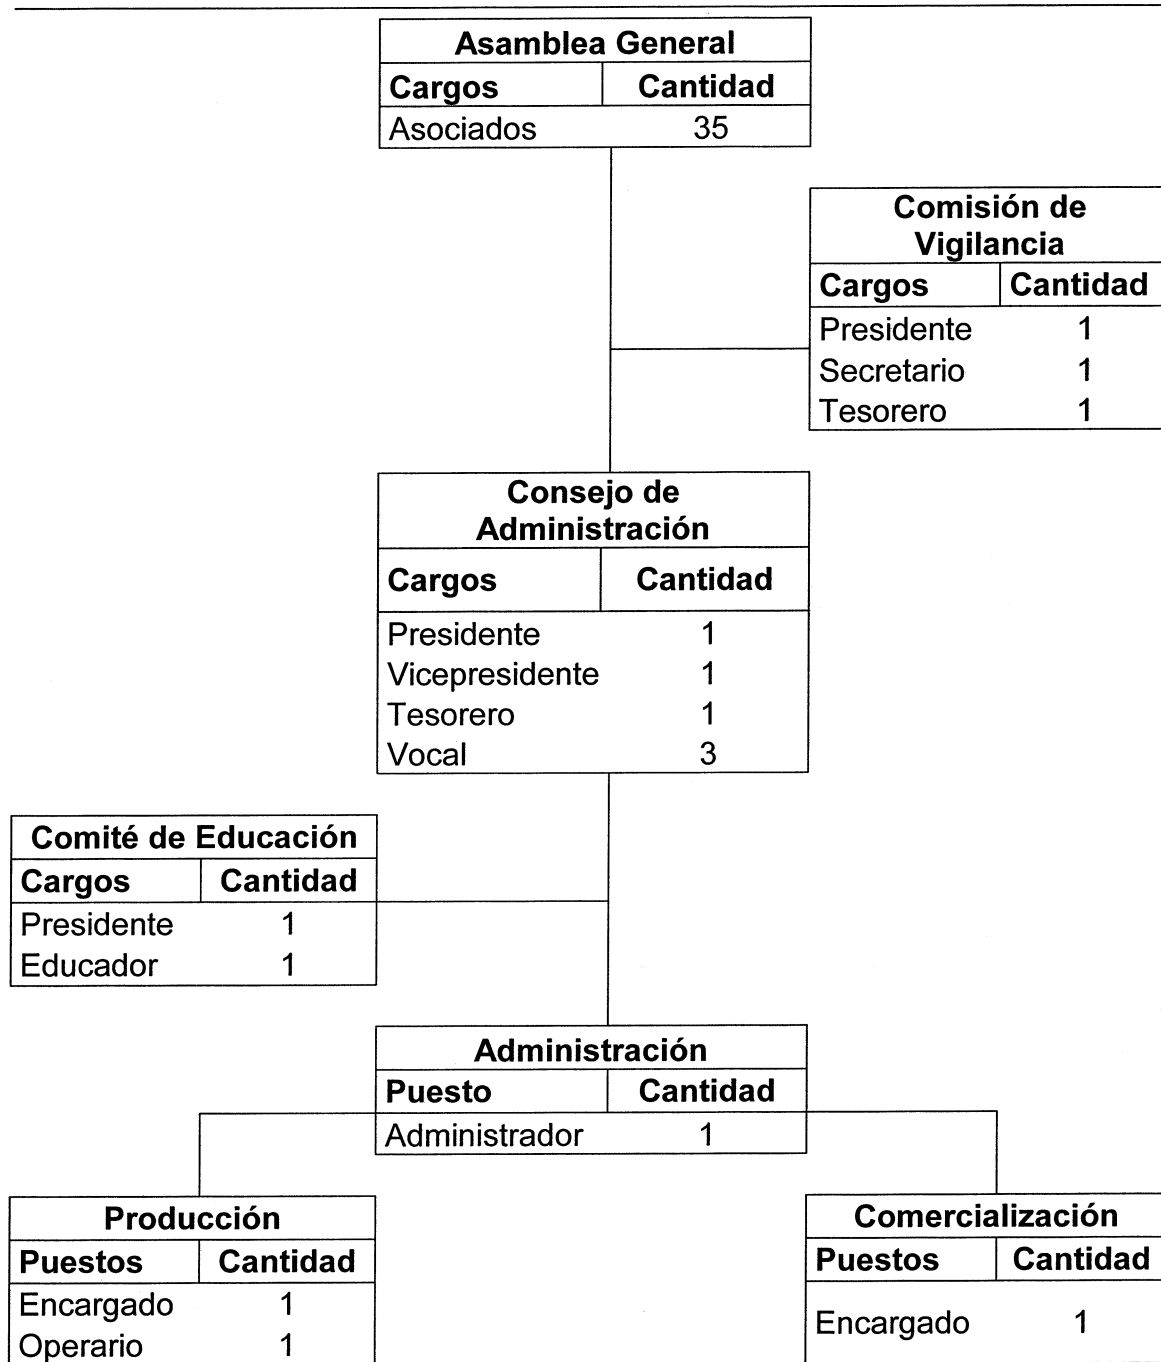 Asamblea General
Cargos Cantidad
Asociados 35
Comisión de
Vigilancia
Cargos Cantidad
Presidente 1
Secretario 1
Tesorero 1
Consejo de
Administración
Cargos Cantidad
Presidente 1
Vicepresidente 1
Tesorero 1
Vocal 3
Comité de Educación
Cargos Cantidad
Presidente 1
Educador 1
Administración
Puesto Cantidad
Administrador 1
Producción
Puestos Cantidad
Encargado 1
Operario 1
Comercialización
Puestos Cantidad
Encargado 1